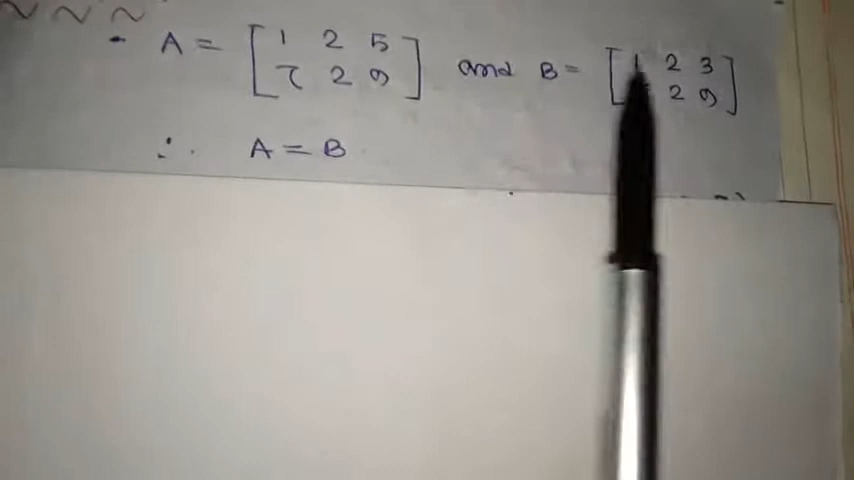 A = [ 1 2 5 and B = [ 1 2 3
7 2 9 ] 2 9 ]
∴ A = B